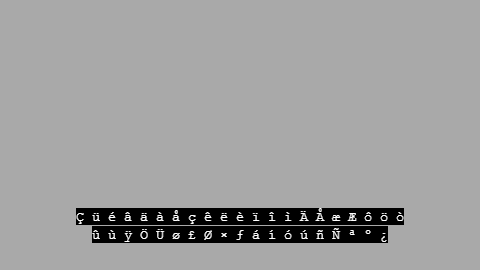 Ç ü é â ä à å ç ê ë è ï î ì Ä Å æ Æ ô ö ò
û ù ÿ Ö Ü ø £ Ø × ƒ á í ó ú ñ Ñ ª º ¿